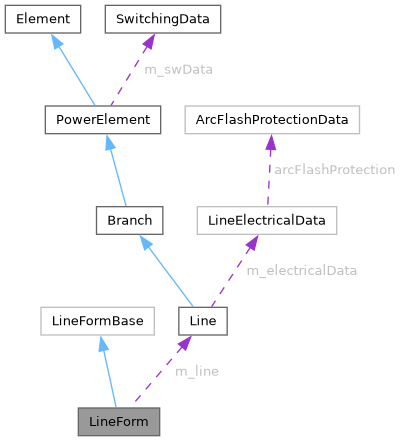 Element
SwitchingData
m_swData
PowerElement
ArcFlashProtectionData
arcFlashProtection
Branch
LineElectricalData
m_electricalData
LineFormBase
Line
m_line
LineForm